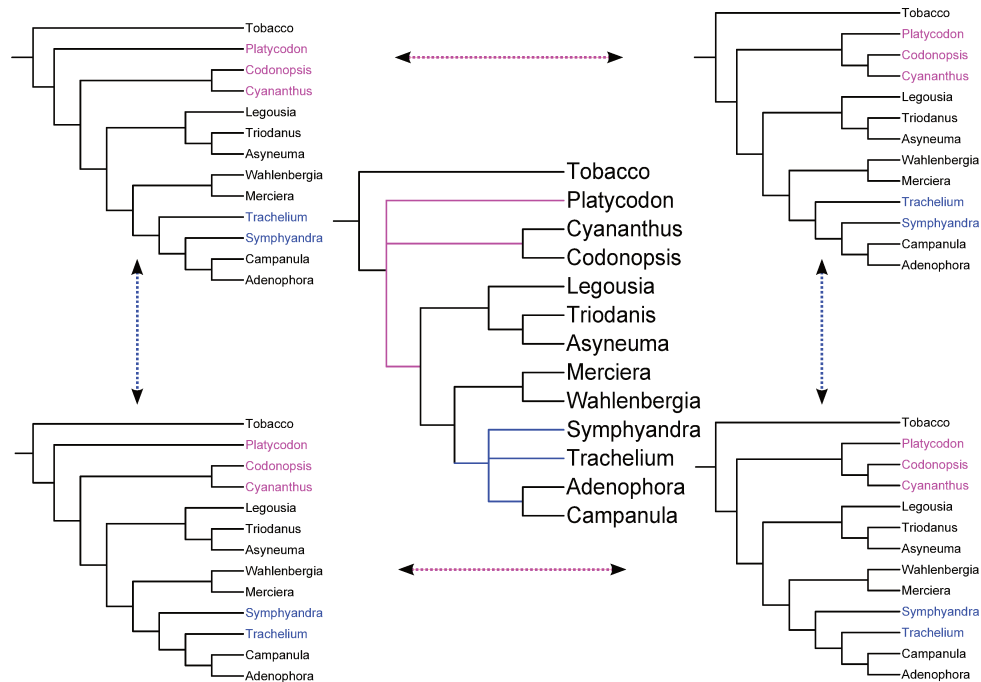 Tobacco
Platycodon
Codonopsis
Cyananthus
Legousia
Triodanus
Asyneuma
Wahlenbergia
Merciera
Trachelium
Symphyandra
Campanula
Adenophora
Tobacco
Platycodon
Codonopsis
Cyananthus
Legousia
Triodanus
Asyneuma
Wahlenbergia
Merciera
Trachelium
Symphyandra
Campanula
Adenophora
Tobacco
Platycodon
Cyananthus
Codonopsis
Legousia
Triodanis
Asyneuma
Merciera
Wahlenbergia
Symphyandra
Trachelium
Adenophora
Campanula
Tobacco
Platycodon
Codonopsis
Cyananthus
Legousia
Triodanus
Asyneuma
Wahlenbergia
Merciera
Symphyandra
Trachelium
Campanula
Adenophora
Tobacco
Platycodon
Codonopsis
Cyananthus
Legousia
Triodanus
Asyneuma
Wahlenbergia
Merciera
Symphyandra
Trachelium
Campanula
Adenophora